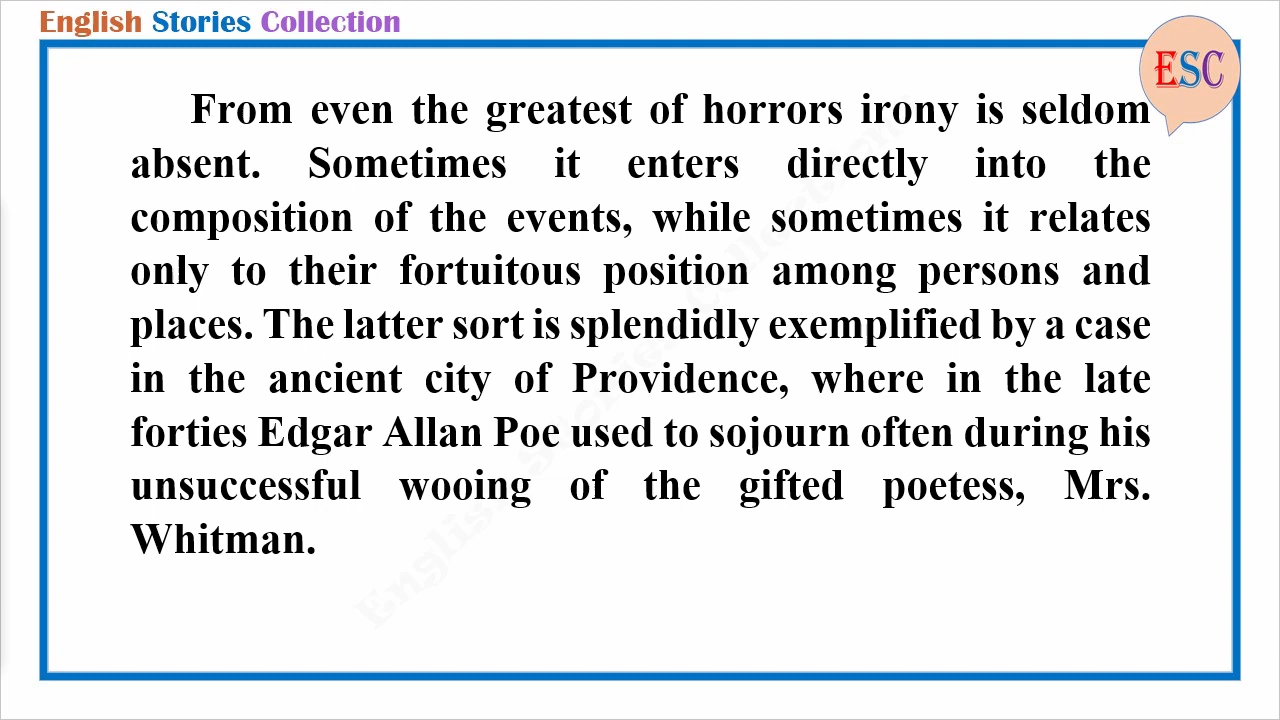 English Stories Collection
ESC
From even the greatest of horrors irony is seldom
absent. Sometimes it enters directly into the
composition of the events, while sometimes it relates
only to their fortuitous position among persons and
places. The latter sort is splendidly exemplified by a case
in the ancient city of Providence, where in the late
forties Edgar Allan Poe used to sojourn often during his
unsuccessful wooing of the gifted poetess, Mrs.
Whitman.
English Stories Collection